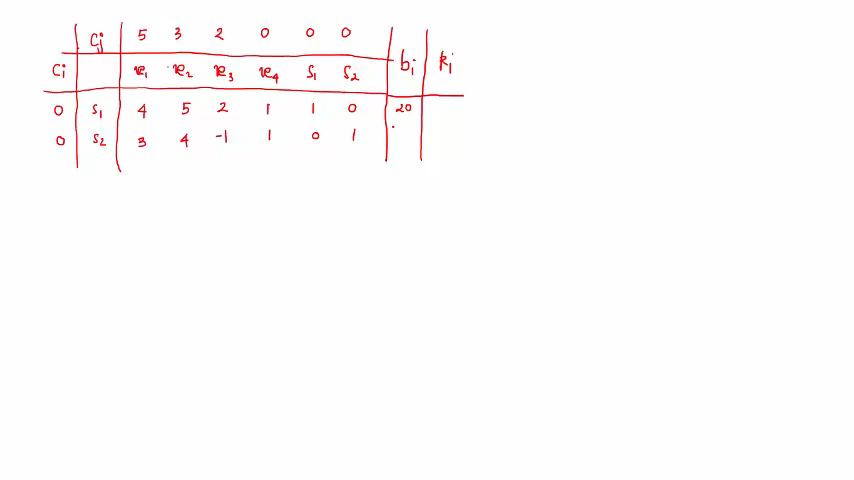 Cj 5 3 2 0 0 0
Ci x1 x2 x3 x4 S1 S2 bi Ri
0 S1 4 5 2 1 1 0 20
0 S2 3 4 -1 1 0 1